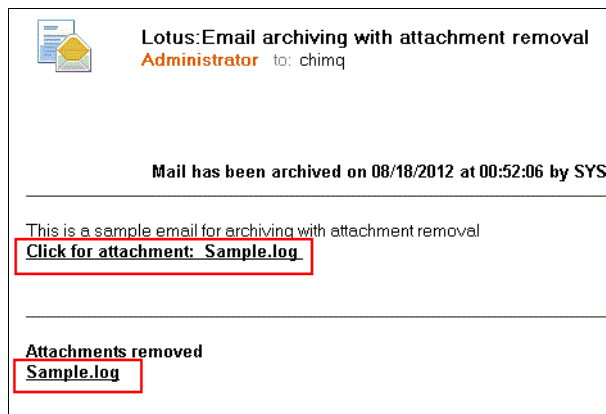 Lotus:Email archiving with attachment removal
Administrator to: chimq
Mail has been archived on 08/18/2012 at 00:52:06 by SYS
This is a sample email for archiving with attachment removal
Click for attachment: Sample.log
Attachments removed
Sample.log